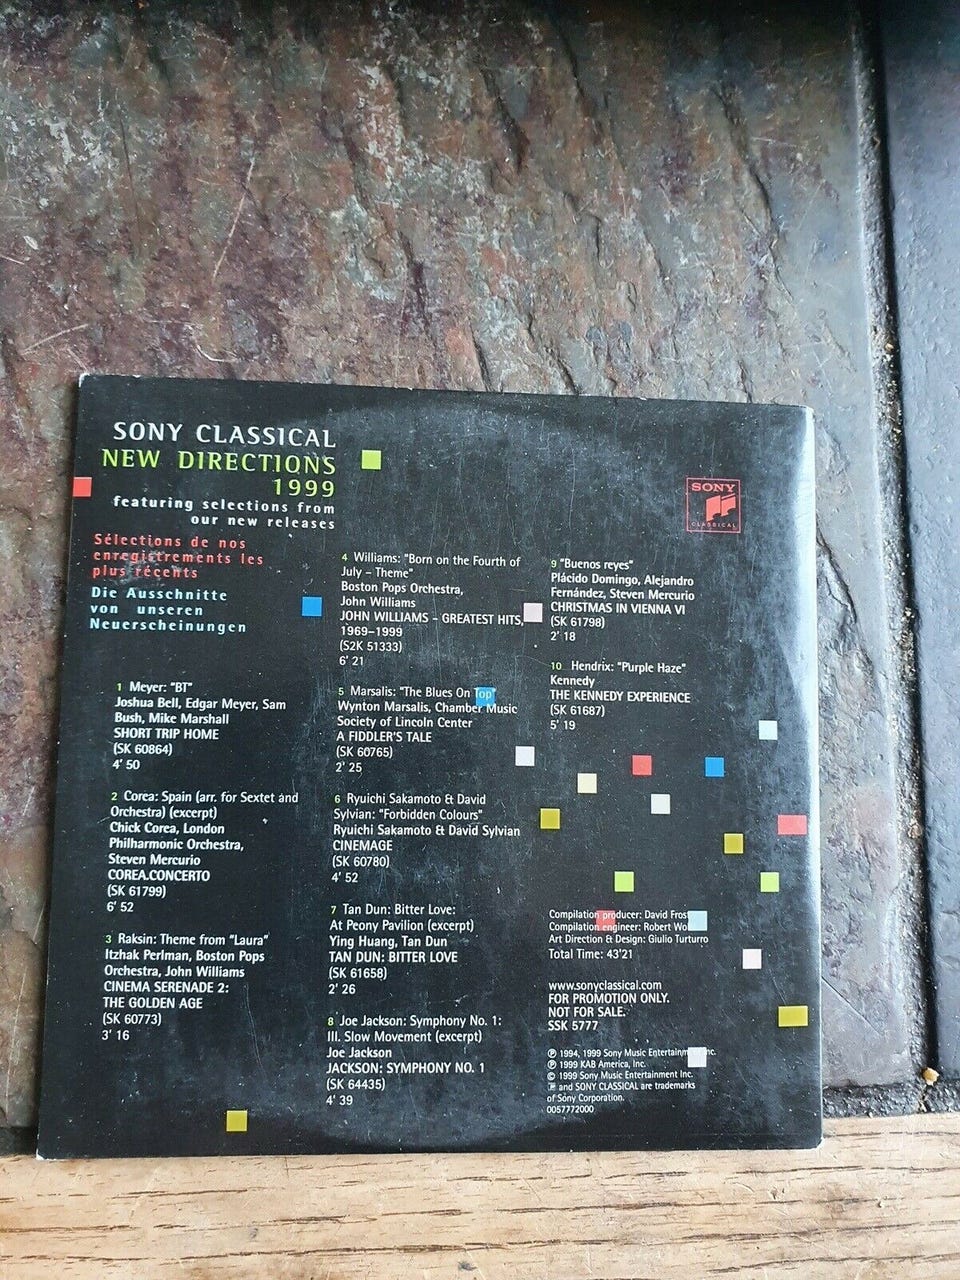 SONY CLASSICAL
NEW DIRECTIONS
1999
featuring selections from
our new releases
Sélections de nos
enregistrements les
plus récents
Die Ausschnitte
von unseren
Neuerscheinungen
1 Meyer: "BT"
Joshua Bell, Edgar Meyer, Sam
Bush, Mike Marshall
SHORT TRIP HOME
(SK 60864)
4' 50
2 Corea: Spain (arr. for Sextet and
Orchestra) (excerpt)
Chick Corea, London
Philharmonic Orchestra,
Steven Mercurio
COREA.CONCERTO
(SK 61799)
6' 52
3 Raksin: Theme from "Laura"
Itzhak Perlman, Boston Pops
Orchestra, John Williams
CINEMA SERENADE 2:
THE GOLDEN AGE
(SK 60773)
3' 16
4 Williams: "Born on the Fourth of
July – Theme"
Boston Pops Orchestra,
John Williams
JOHN WILLIAMS – GREATEST HITS,
1969–1999
(S2K 51333)
6' 21
5 Marsalis: "The Blues On Top"
Wynton Marsalis, Chamber Music
Society of Lincoln Center
A FIDDLER'S TALE
(SK 60765)
2' 25
6 Ryuichi Sakamoto & David
Sylvian: "Forbidden Colours"
Ryuichi Sakamoto & David Sylvian
CINEMAGE
(SK 60780)
4' 52
7 Tan Dun: Bitter Love:
At Peony Pavilion (excerpt)
Ying Huang, Tan Dun
TAN DUN: BITTER LOVE
(SK 61658)
2' 26
8 Joe Jackson: Symphony No. 1:
III. Slow Movement (excerpt)
Joe Jackson
JACKSON: SYMPHONY NO. 1
(SK 64435)
4' 39
SONY
CLASSICAL
9 "Buenos reyes"
Plácido Domingo, Alejandro
Fernández, Steven Mercurio
CHRISTMAS IN VIENNA VI
(SK 61798)
2' 18
10 Hendrix: "Purple Haze"
Kennedy
THE KENNEDY EXPERIENCE
(SK 61687)
5' 19
Compilation producer: David Frost
Compilation engineer: Robert
Art Direction & Design: Giulio Turturro
Total Time: 43'21
www.sonyclassical.com
FOR PROMOTION ONLY.
NOT FOR SALE.
SSK 5777
℗ 1994, 1999 Sony Music Entertainment Inc.
℗ 1999 KAB America, Inc.
© 1999 Sony Music Entertainment Inc.
and SONY CLASSICAL are trademarks
of Sony Corporation.
0057772000